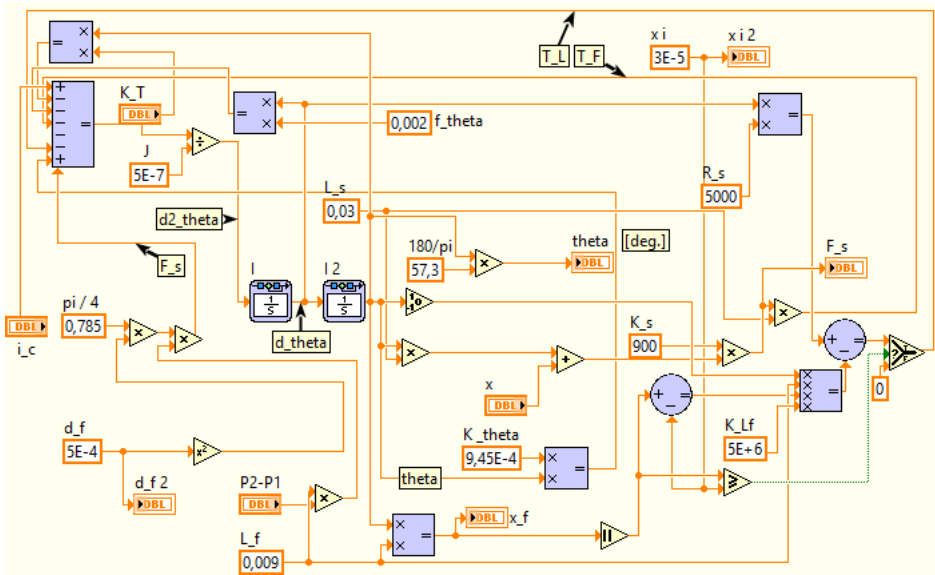 T_L
T_F
x i
3E-5
x i 2
DBL
K_T
DBL
0,002
f_theta
J
5E-7
R_s
5000
L_s
0,03
d2_theta
180/pi
57,3
theta
DBL
[deg.]
F_s
DBL
F_s
I
I 2
1
s
1
s
pi / 4
0,785
DBL
i_c
d_theta
K_s
900
x
DBL
0
d_f
5E-4
x²
d_f 2
DBL
K _theta
9,45E-4
theta
K_Lf
5E+6
P2-P1
DBL
x_f
DBL
L_f
0,009